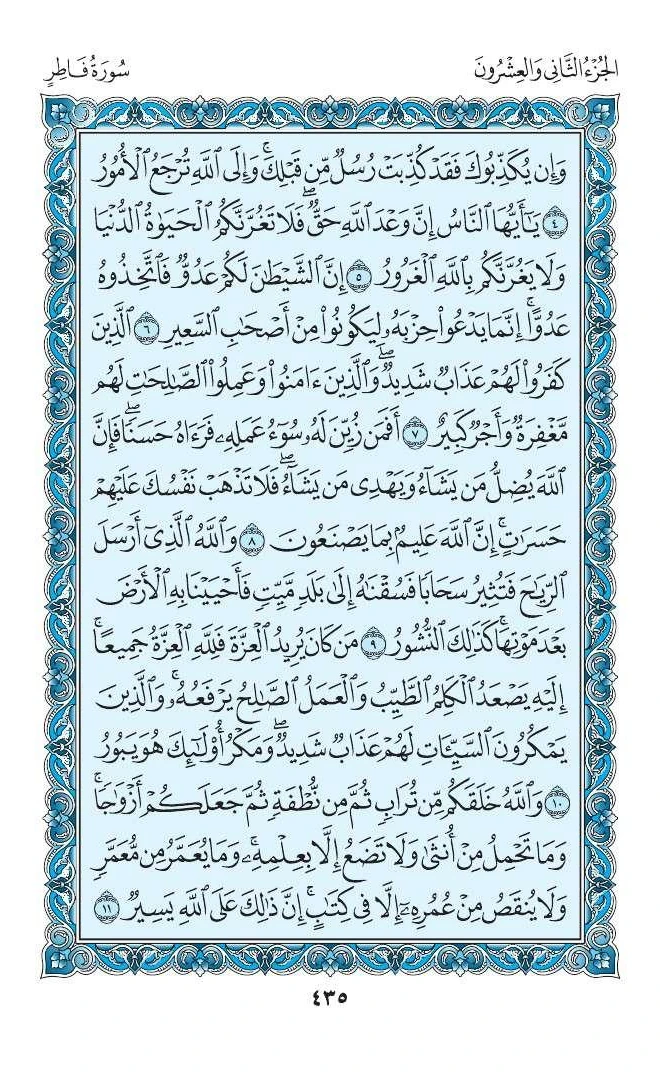 الجُزْءُ الثَّانِي وَالعِشْرُونَ
سُورَةُ فَاطِرٍ
وَإِن يُكَذِّبُوكَ فَقَدْ كُذِّبَتْ رُسُلٌ مِّن قَبْلِكَ ۚ وَإِلَى ٱللَّهِ تُرْجَعُ ٱلْأُمُورُ
٤ يَـٰٓأَيُّهَا ٱلنَّاسُ إِنَّ وَعْدَ ٱللَّهِ حَقٌّ ۖ فَلَا تَغُرَّنَّكُمُ ٱلْحَيَوٰةُ ٱلدُّنْيَا
وَلَا يَغُرَّنَّكُم بِٱللَّهِ ٱلْغَرُورُ ٥ إِنَّ ٱلشَّيْطَـٰنَ لَكُمْ عَدُوٌّ فَٱتَّخِذُوهُ
عَدُوًّا ۚ إِنَّمَا يَدْعُوا۟ حِزْبَهُۥ لِيَكُونُوا۟ مِنْ أَصْحَـٰبِ ٱلسَّعِيرِ ٦ ٱلَّذِينَ
كَفَرُوا۟ لَهُمْ عَذَابٌ شَدِيدٌ ۖ وَٱلَّذِينَ ءَامَنُوا۟ وَعَمِلُوا۟ ٱلصَّـٰلِحَـٰتِ لَهُم
مَّغْفِرَةٌ وَأَجْرٌ كَبِيرٌ ٧ أَفَمَن زُيِّنَ لَهُۥ سُوٓءُ عَمَلِهِۦ فَرَءَاهُ حَسَنًا ۖ فَإِنَّ
ٱللَّهَ يُضِلُّ مَن يَشَآءُ وَيَهْدِى مَن يَشَآءُ ۖ فَلَا تَذْهَبْ نَفْسُكَ عَلَيْهِمْ
حَسَرَٰتٍ ۚ إِنَّ ٱللَّهَ عَلِيمٌۢ بِمَا يَصْنَعُونَ ٨ وَٱللَّهُ ٱلَّذِىٓ أَرْسَلَ
ٱلرِّيَـٰحَ فَتُثِيرُ سَحَابًا فَسُقْنَـٰهُ إِلَىٰ بَلَدٍ مَّيِّتٍ فَأَحْيَيْنَا بِهِ ٱلْأَرْضَ
بَعْدَ مَوْتِهَا ۚ كَذَٰلِكَ ٱلنُّشُورُ ٩ مَن كَانَ يُرِيدُ ٱلْعِزَّةَ فَلِلَّهِ ٱلْعِزَّةُ جَمِيعًا ۚ
إِلَيْهِ يَصْعَدُ ٱلْكَلِمُ ٱلطَّيِّبُ وَٱلْعَمَلُ ٱلصَّـٰلِحُ يَرْفَعُهُۥ ۚ وَٱلَّذِينَ
يَمْكُرُونَ ٱلسَّيِّـَٔاتِ لَهُمْ عَذَابٌ شَدِيدٌ ۖ وَمَكْرُ أُو۟لَـٰٓئِكَ هُوَ يَبُورُ
١٠ وَٱللَّهُ خَلَقَكُم مِّن تُرَابٍ ثُمَّ مِن نُّطْفَةٍ ثُمَّ جَعَلَكُمْ أَزْوَٰجًا ۚ
وَمَا تَحْمِلُ مِنْ أُنثَىٰ وَلَا تَضَعُ إِلَّا بِعِلْمِهِۦ ۚ وَمَا يُعَمَّرُ مِن مُّعَمَّرٍ
وَلَا يُنقَصُ مِنْ عُمُرِهِۦٓ إِلَّا فِى كِتَـٰبٍ ۚ إِنَّ ذَٰلِكَ عَلَى ٱللَّهِ يَسِيرٌ ١١
٤٣٥